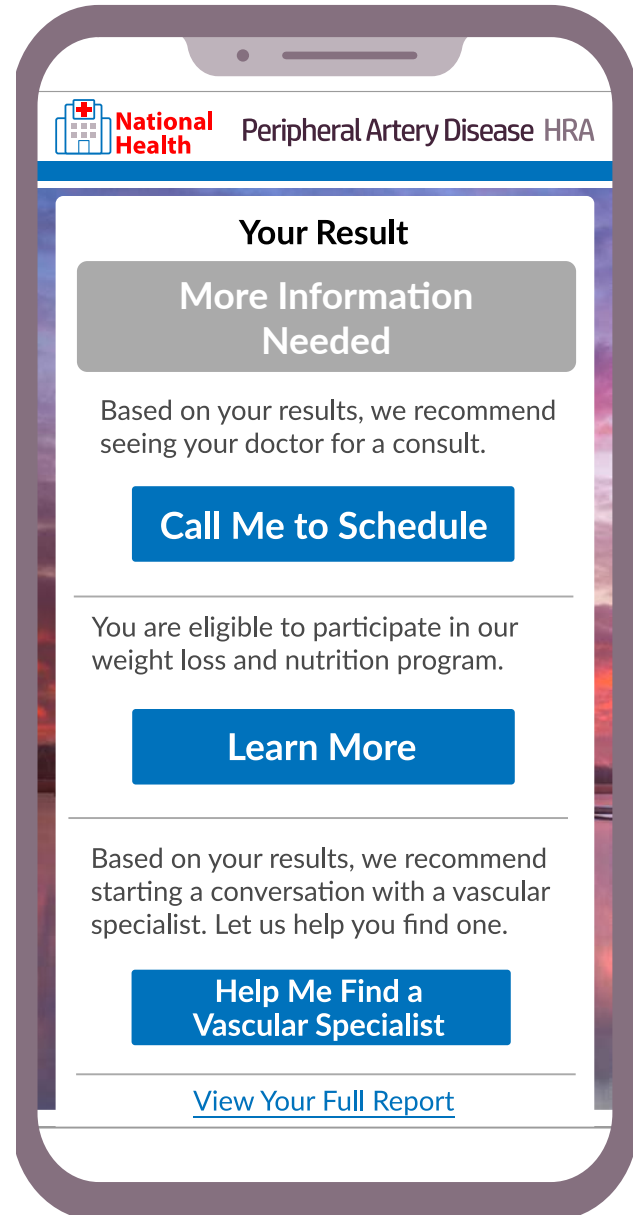 National
Health
Peripheral Artery Disease HRA
Your Result
More Information
Needed
Based on your results, we recommend
seeing your doctor for a consult.
Call Me to Schedule
You are eligible to participate in our
weight loss and nutrition program.
Learn More
Based on your results, we recommend
starting a conversation with a vascular
specialist. Let us help you find one.
Help Me Find a
Vascular Specialist
View Your Full Report